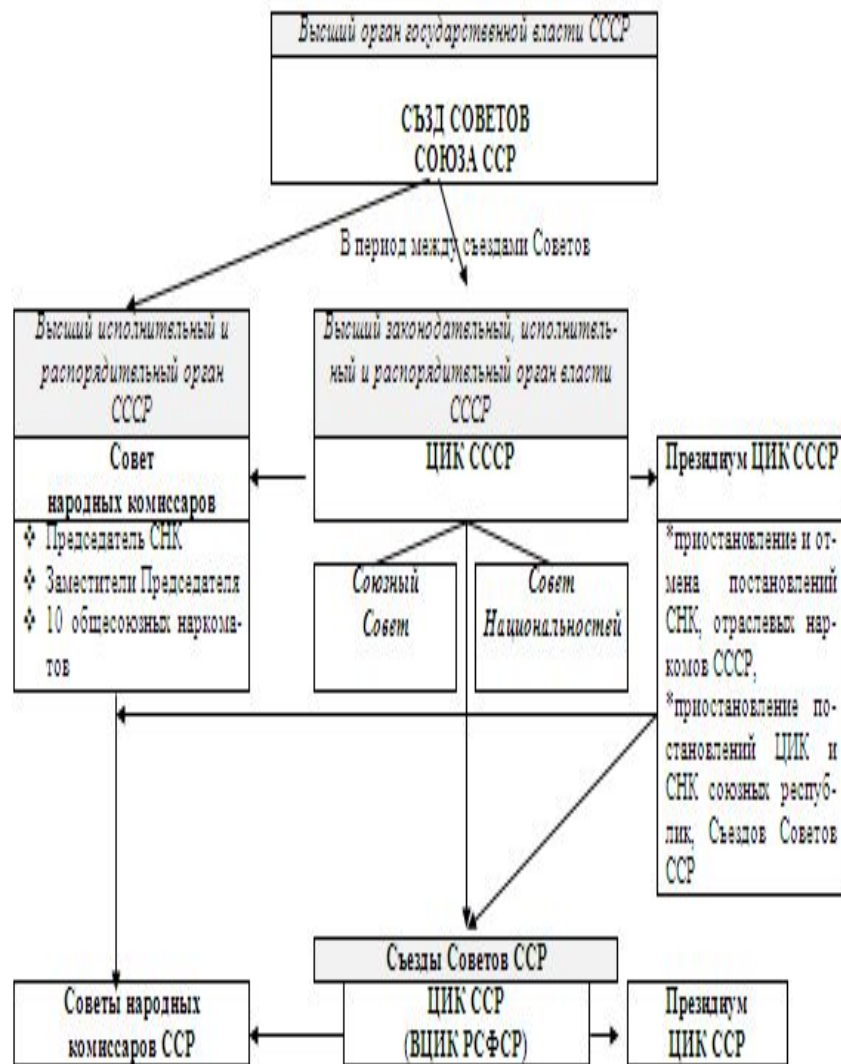 Высший орган государственной власти СССР
СЪЗД СОВЕТОВ
СОЮЗА ССР
В период между съездами Советов
Высший исполнительный и
распорядительный орган
СССР
Совет
народных комиссаров
❖ Председатель СНК
❖ Заместители Председателя
❖ 10 общесоюзных наркома-
тов
Высший законодательный, исполнитель-
ный и распорядительный орган власти
СССР
ЦИК СССР
Союзный
Совет
Совет
Национальностей
Президиум ЦИК СССР
*приостановление и от-
мена постановлений
СНК, отраслевых нар-
комов СССР,
*приостановление по-
становлений ЦИК и
СНК союзных респуб-
лик, Съездов Советов
ССР
Съезды Советов ССР
Советы народных
комиссаров ССР
ЦИК ССР
(ВЦИК РСФСР)
Президиум
ЦИК ССР